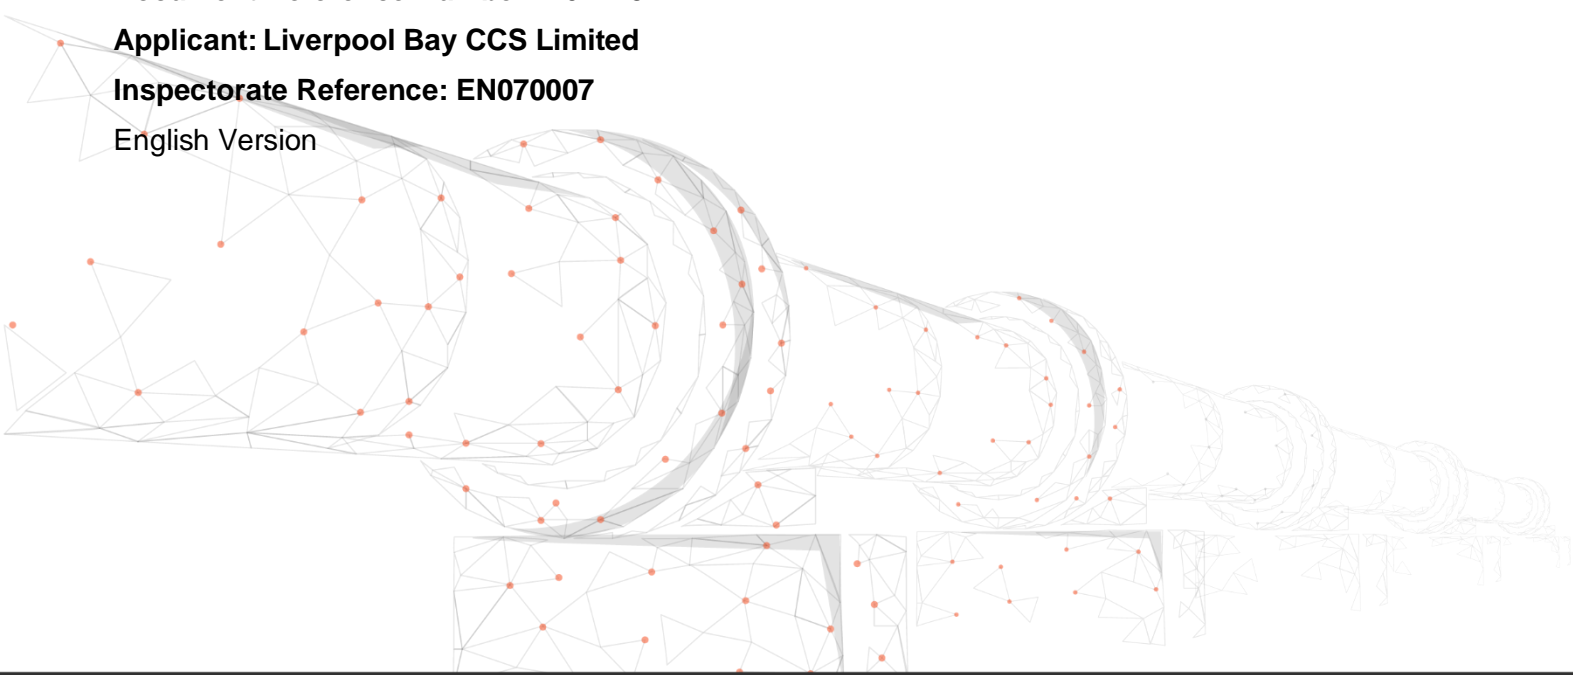 Applicant: Liverpool Bay CCS Limited
Inspectorate Reference: EN070007
English Version